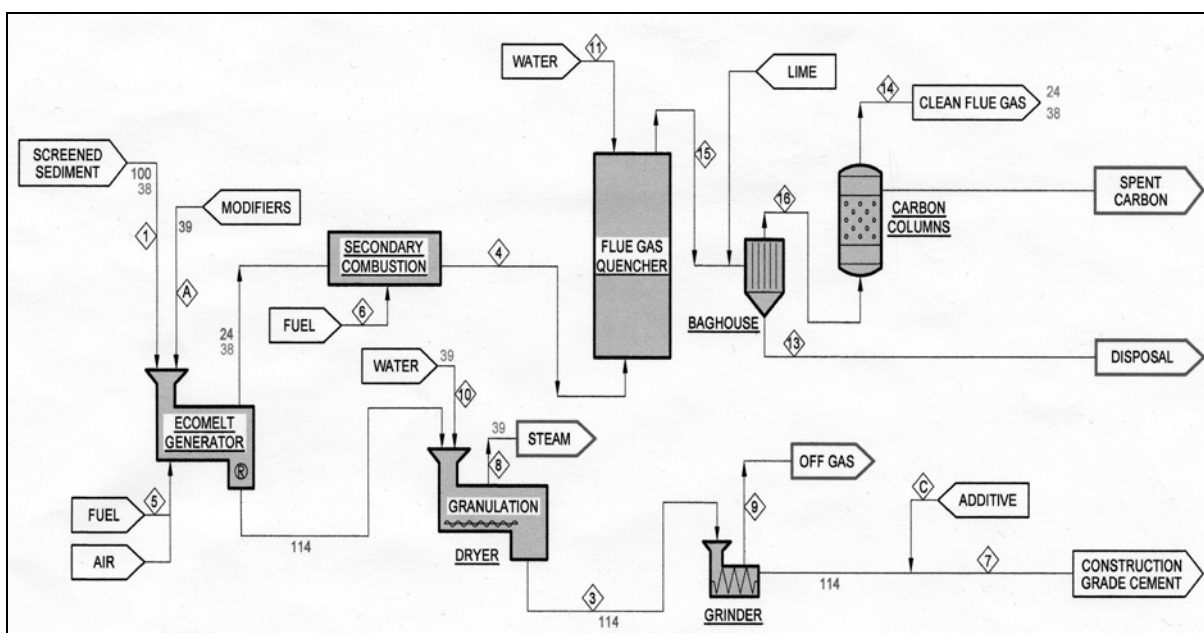 WATER
11
LIME
14
CLEAN FLUE GAS
24
38
SCREENED
SEDIMENT
100
38
MODIFIERS
39
1
A
15
16
CARBON
COLUMNS
SPENT
CARBON
SECONDARY
COMBUSTION
4
FLUE GAS
QUENCHER
FUEL
6
24
38
BAGHOUSE
13
DISPOSAL
WATER
39
10
ECOMELT
GENERATOR
R
39
STEAM
8
GRANULATION
DRYER
OFF GAS
9
C
ADDITIVE
FUEL
5
AIR
114
3
114
GRINDER
114
7
CONSTRUCTION
GRADE CEMENT